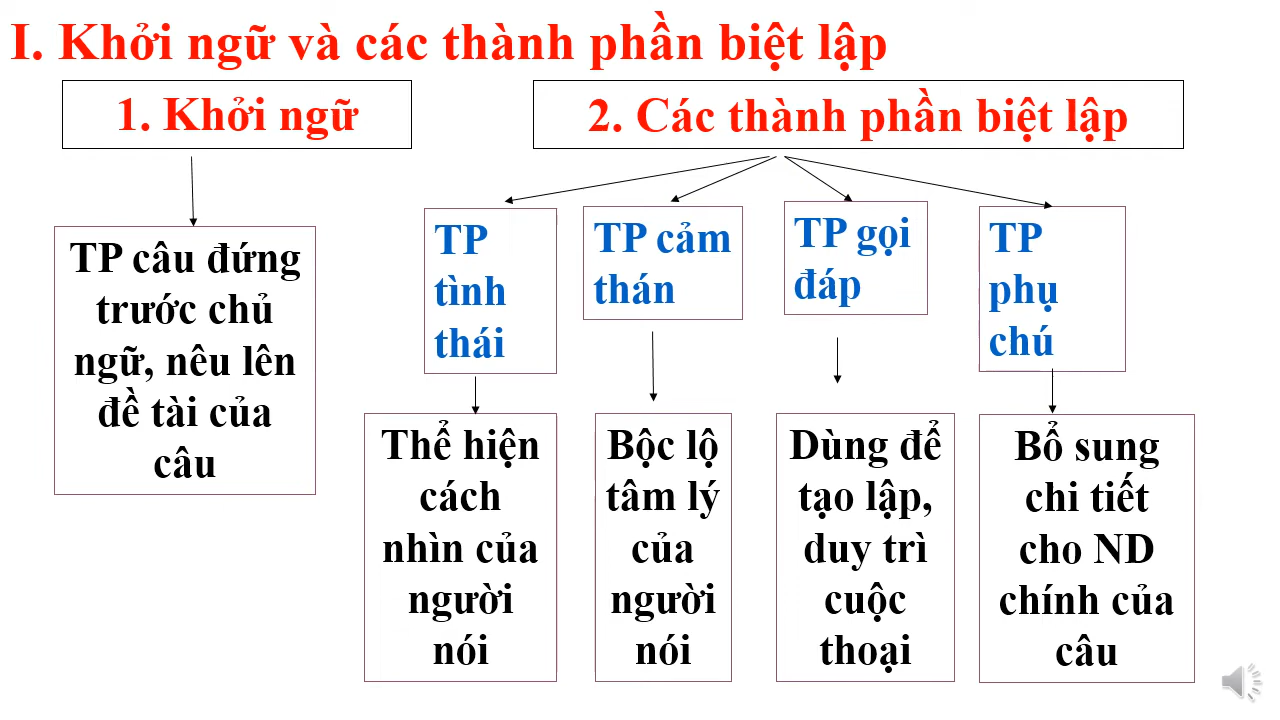 I. Khởi ngữ và các thành phần biệt lập
1. Khởi ngữ
2. Các thành phần biệt lập
TP câu đứng
trước chủ
ngữ, nêu lên
đề tài của
câu
TP
tình
thái
TP cảm
thán
TP gọi
đáp
TP
phụ
chú
Thể hiện
cách
nhìn của
người
nói
Bộc lộ
tâm lý
của
người
nói
Dùng để
tạo lập,
duy trì
cuộc
thoại
Bổ sung
chi tiết
cho ND
chính của
câu